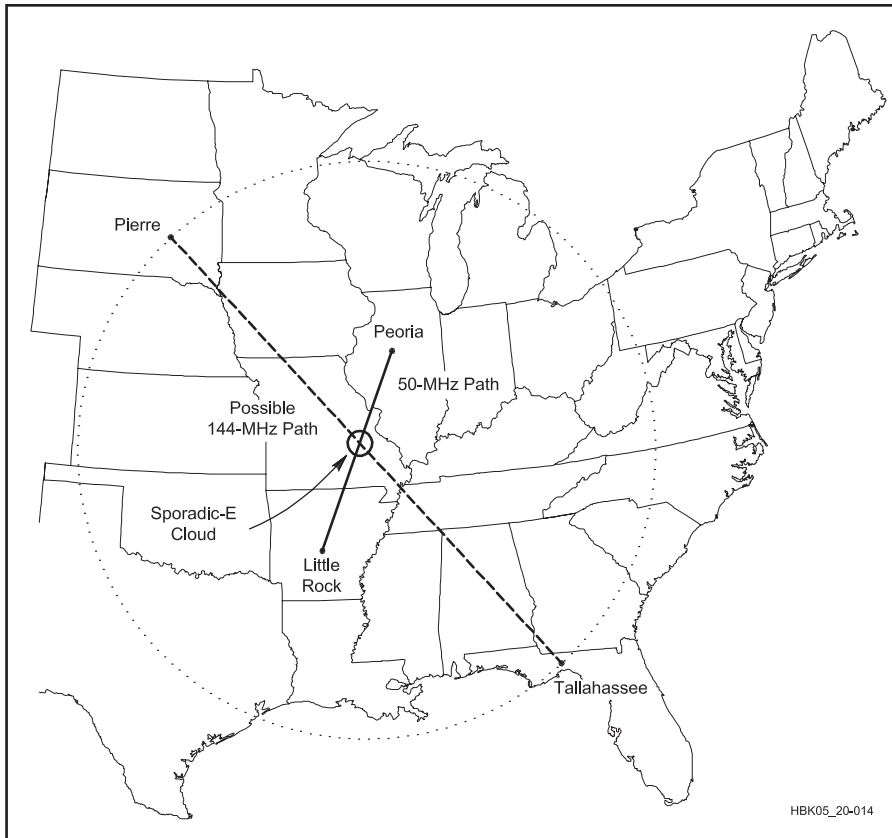 Pierre
Peoria
50-MHz Path
Possible
144-MHz Path
Sporadic-E
Cloud
Little
Rock
Tallahassee
HBK05_20-014